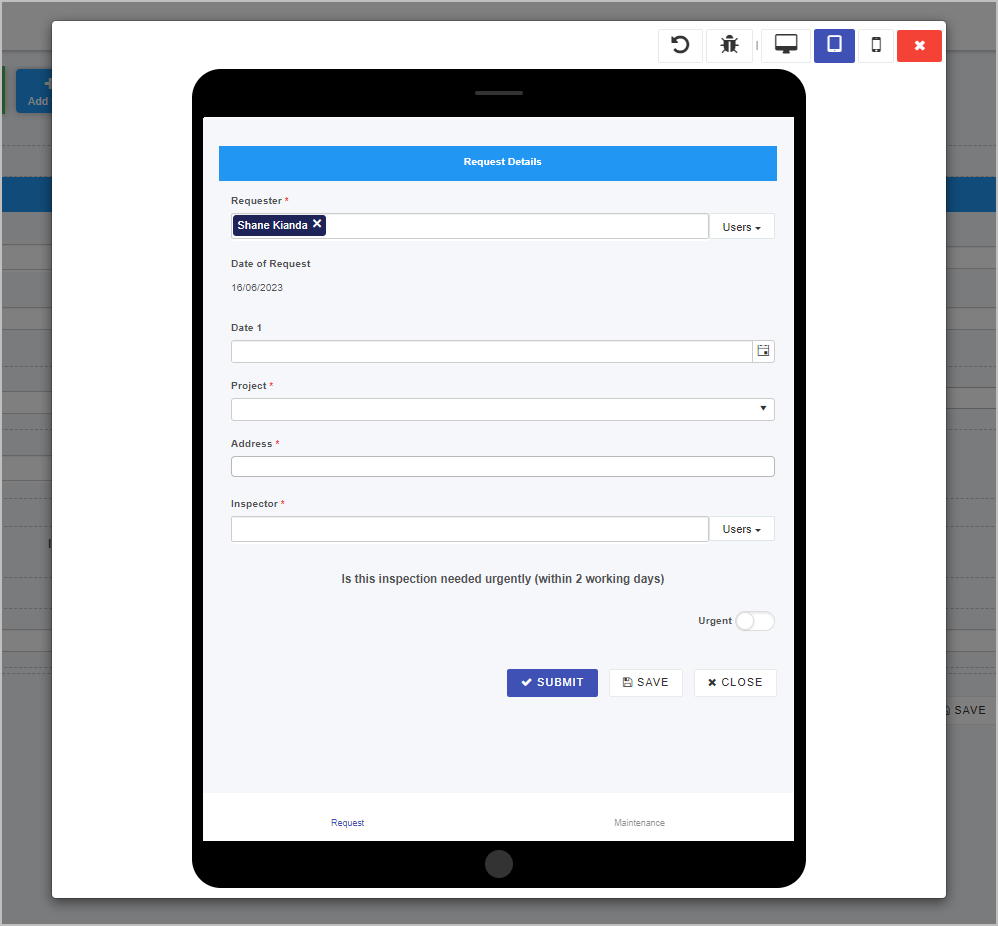 Add
Request Details
Requester *
Shane Kianda
Users
Date of Request
16/06/2023
Date 1
Project *
Address *
Inspector *
Users
Is this inspection needed urgently (within 2 working days)
Urgent
SUBMIT
SAVE
CLOSE
SAVE
Request
Maintenance